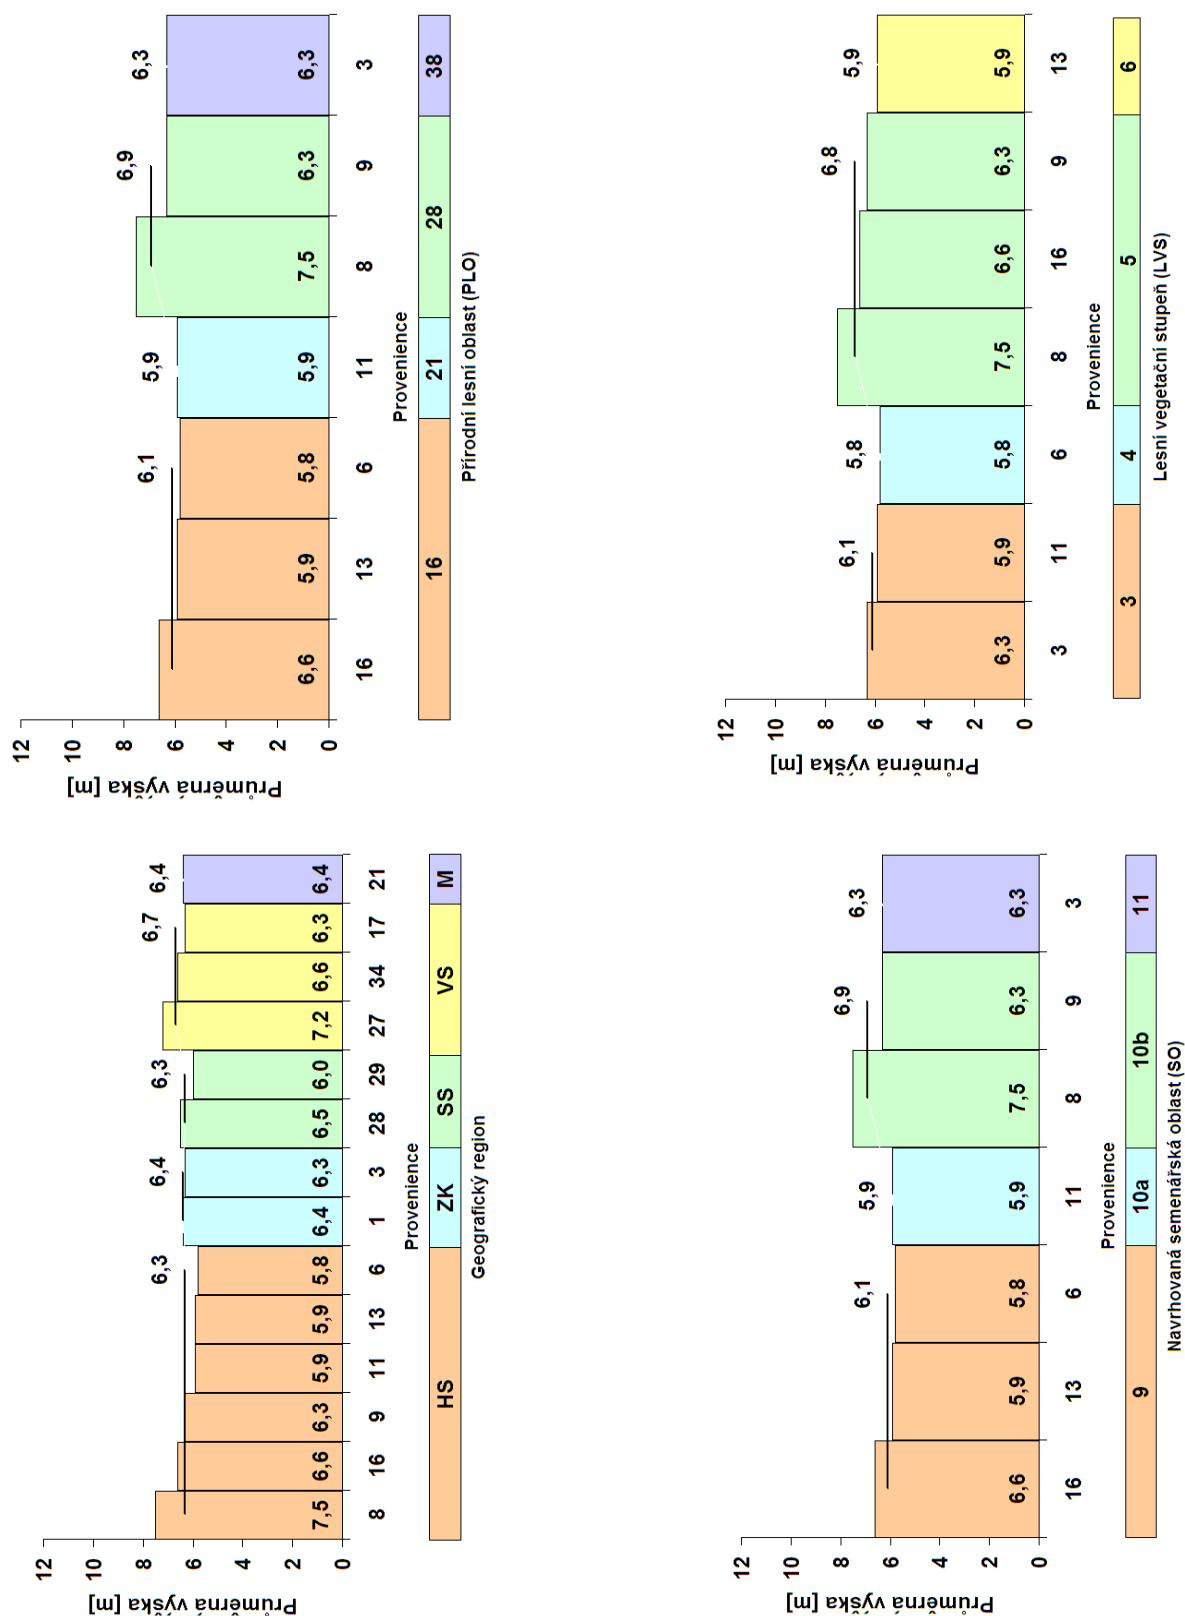 Průměrná výška [m]
12
10
8
6
4
2
0
6,3 6,4 6,3 6,7 6,4
7,5 6,6 6,3 5,9 5,9 5,8 6,4 6,3 6,5 6,0 7,2 6,6 6,3 6,4
8 16 9 11 13 6 1 3 28 29 27 34 17 21
Provenience
HS ZK SS VS M
Geografický region
Průměrná výška [m]
12
10
8
6
4
2
0
6,1 5,9 6,9 6,3
6,6 5,9 5,8 5,9 7,5 6,3 6,3
16 13 6 11 8 9 3
Provenience
16 21 28 38
Přírodní lesní oblast (PLO)
Průměrná výška [m]
12
10
8
6
4
2
0
6,1 5,9 6,9 6,3
6,6 5,9 5,8 5,9 7,5 6,3 6,3
16 13 6 11 8 9 3
Provenience
9 10a 10b 11
Navrhovaná semenářská oblast (SO)
Průměrná výška [m]
12
10
8
6
4
2
0
6,1 5,8 6,8 5,9
6,3 5,9 5,8 7,5 6,6 6,3 5,9
3 11 6 8 16 9 13
Provenience
3 4 5 6
Lesní vegetační stupeň (LVS)